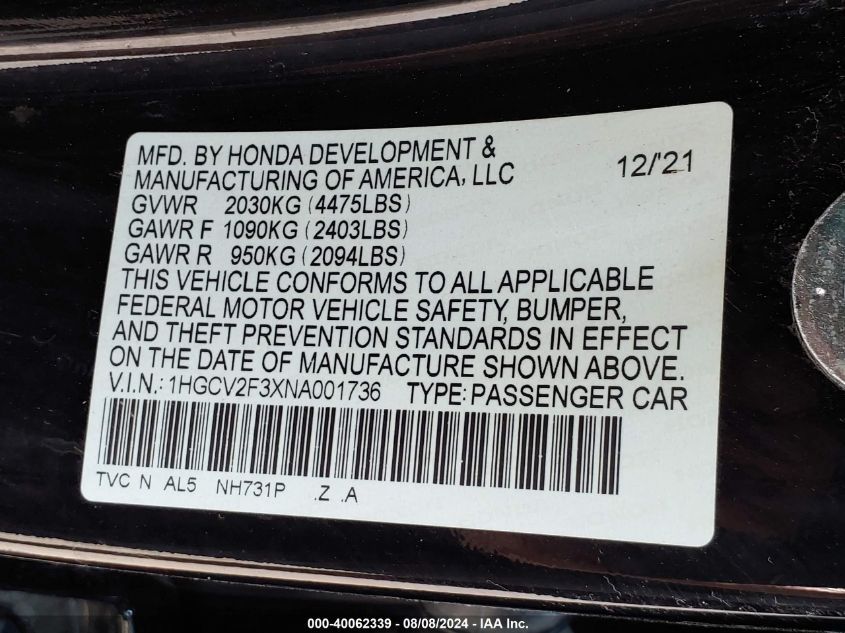 MFD. BY HONDA DEVELOPMENT & 12/'21
MANUFACTURING OF AMERICA, LLC
GVWR 2030KG (4475LBS)
GAWR F 1090KG (2403LBS)
GAWR R 950KG (2094LBS)
THIS VEHICLE CONFORMS TO ALL APPLICABLE
FEDERAL MOTOR VEHICLE SAFETY, BUMPER,
AND THEFT PREVENTION STANDARDS IN EFFECT
ON THE DATE OF MANUFACTURE SHOWN ABOVE.
V.I.N.: 1HGCV2F3XNA001736 TYPE: PASSENGER CAR
TVC N AL5 NH731P .Z .A
000-40062339 - 08/08/2024 - IAA Inc.